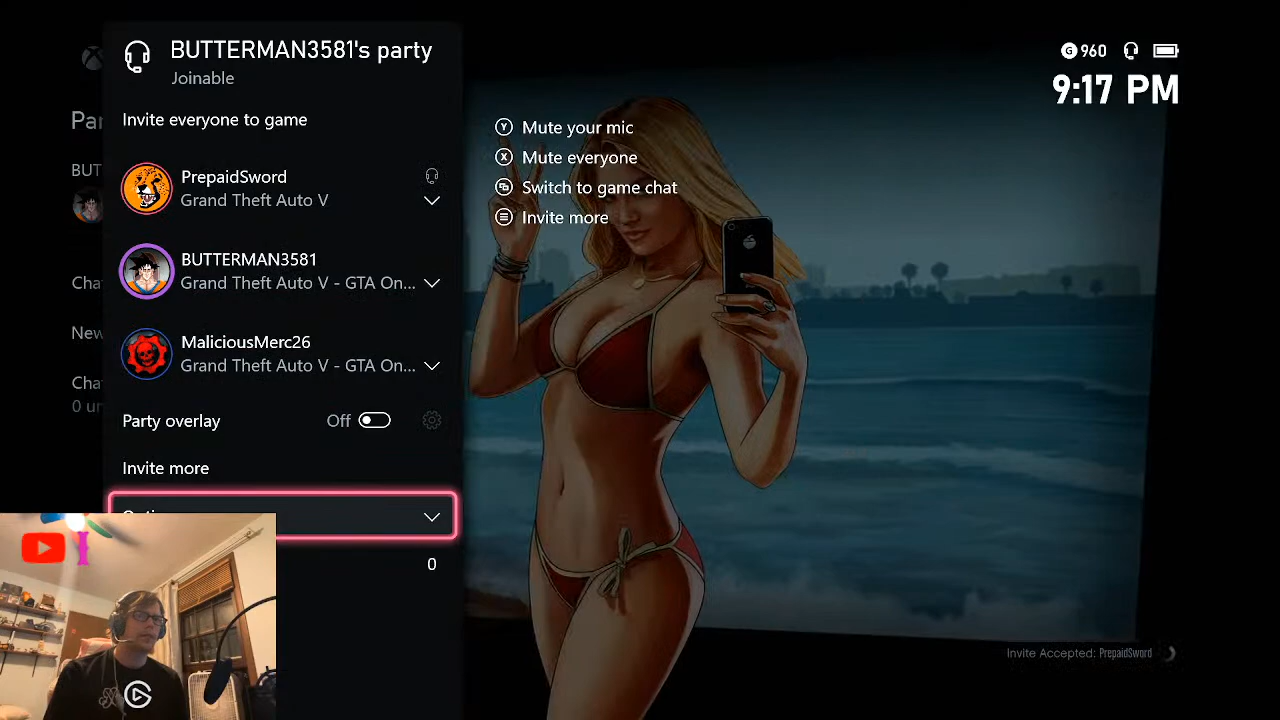 BUTTERMAN3581's party
Joinable
Invite everyone to game
PrepaidSword
Grand Theft Auto V
BUTTERMAN3581
Grand Theft Auto V - GTA On...
MaliciousMerc26
Grand Theft Auto V - GTA On...
Party overlay Off
Invite more
0
Y Mute your mic
X Mute everyone
Switch to game chat
Invite more
G 960
9:17 PM
Par
BUT
Cha
New
Cha
0 un
Invite Accepted: PrepaidSword